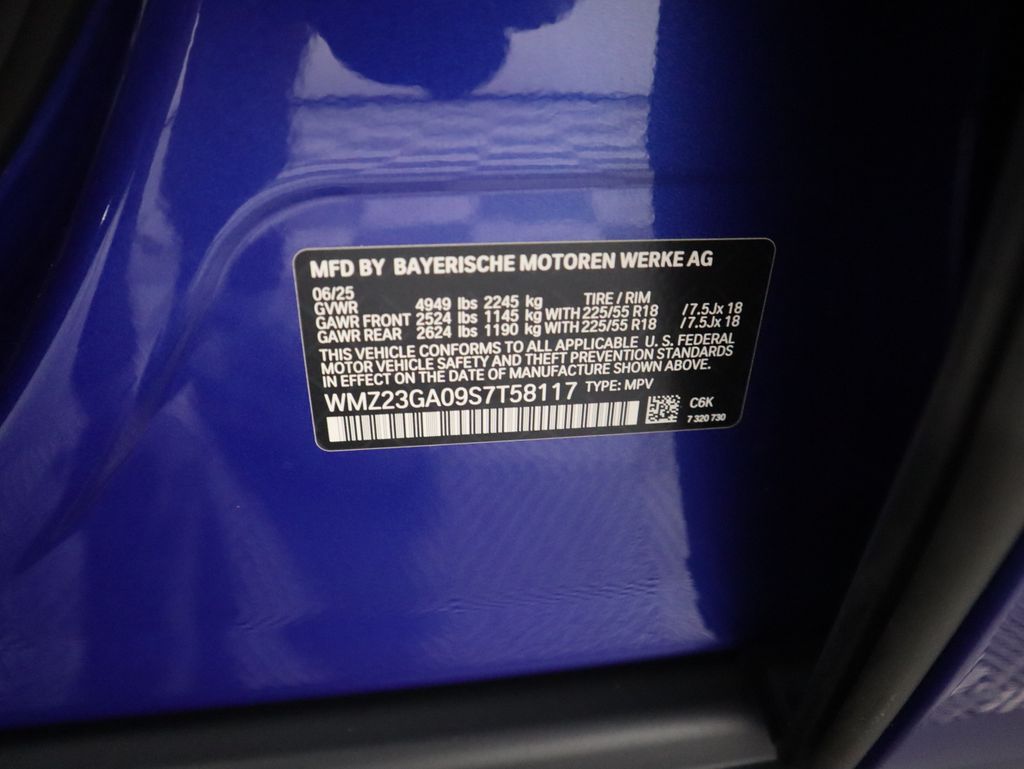 MFD BY BAYERISCHE MOTOREN WERKE AG
06/25 TIRE / RIM
GVWR 4949 lbs 2245 kg
GAWR FRONT 2524 lbs 1145 kg WITH 225/55 R18 /7.5Jx 18
GAWR REAR 2624 lbs 1190 kg WITH 225/55 R18 /7.5Jx 18
THIS VEHICLE CONFORMS TO ALL APPLICABLE U.S. FEDERAL
MOTOR VEHICLE SAFETY AND THEFT PREVENTION STANDARDS
IN EFFECT ON THE DATE OF MANUFACTURE SHOWN ABOVE.
WMZ23GA09S7T58117 TYPE: MPV
C6K
7 320 730